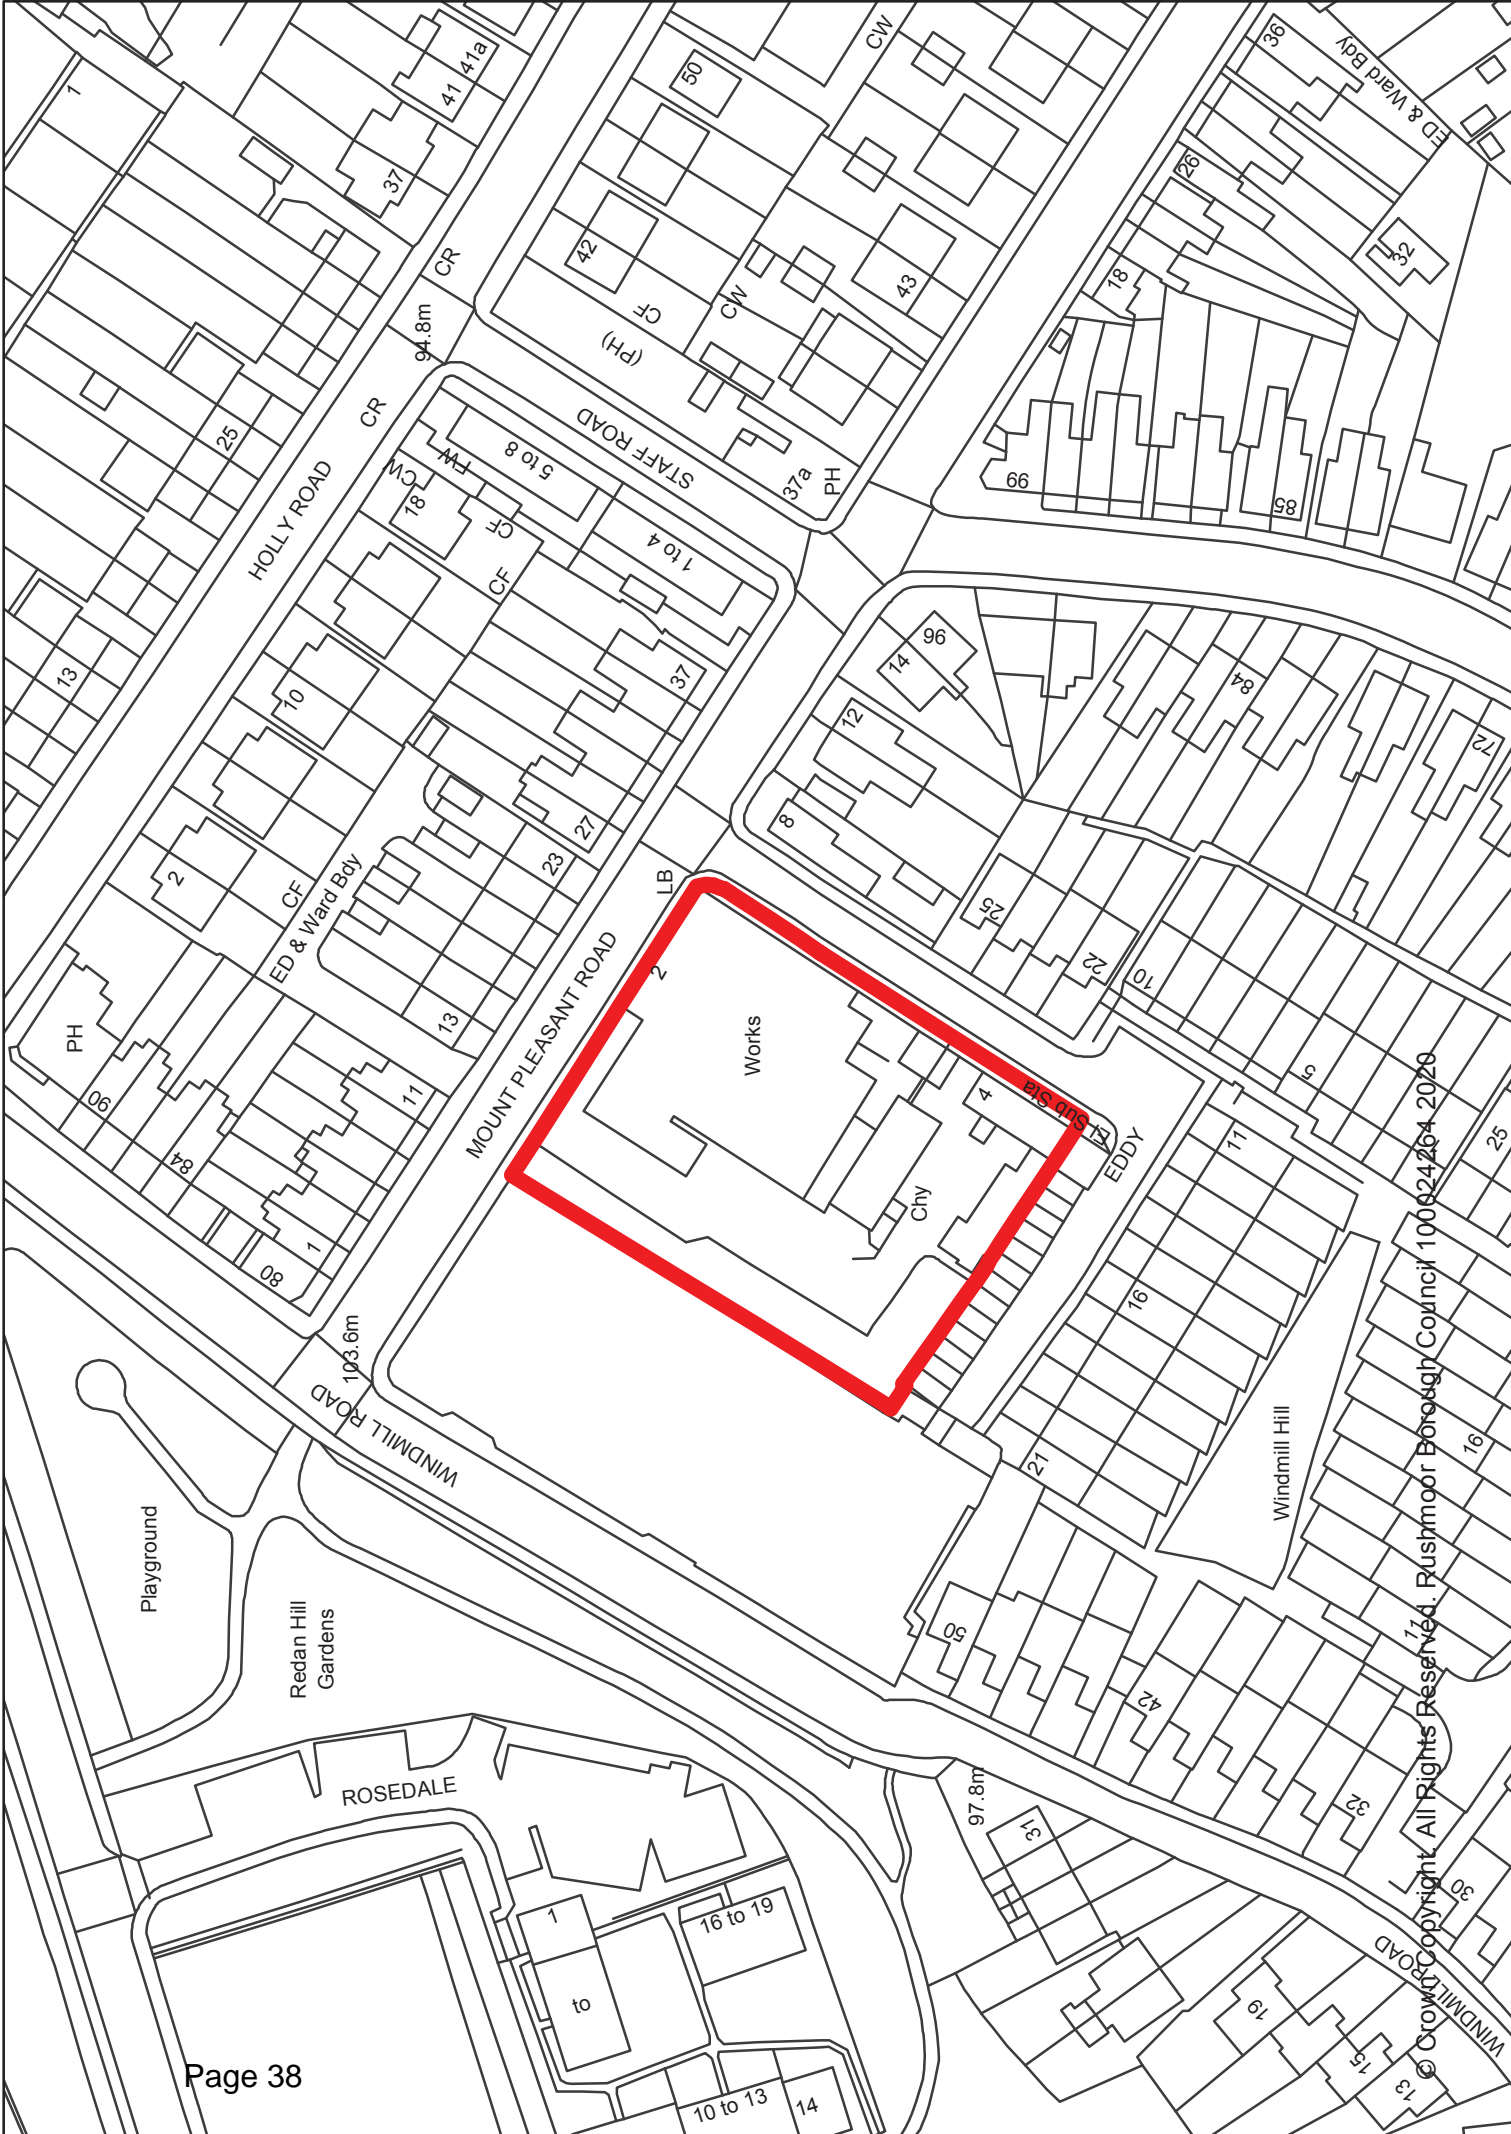 1
41
41a
37
50
CW
36
ED & Ward Bdy
26
32
18
42
CF
(PH)
CW
43
CR
94.8m
CR
HOLLY ROAD
25
13
STAFF ROAD
37a
PH
99
85
CW
FW
18
5 to 8
CF
CF
1 to 4
10
37
96
14
12
84
72
2
CF
ED & Ward Bdy
27
23
8
LB
25
22
10
PH
13
MOUNT PLEASANT ROAD
2
Works
4
El Sub Sta
5
90
11
84
1
80
Chy
EDDY
11
25
103.6m
WINDMILL ROAD
16
21
Windmill Hill
16
Playground
Redan Hill
Gardens
50
42
11
32
30
ROSEDALE
97.8m
31
1
to
16 to 19
WINDMILL ROAD
19
15
13
10 to 13
14
© Crown Copyright. All Rights Reserved. Rushmoor Borough Council 100024264 2020
Page 38